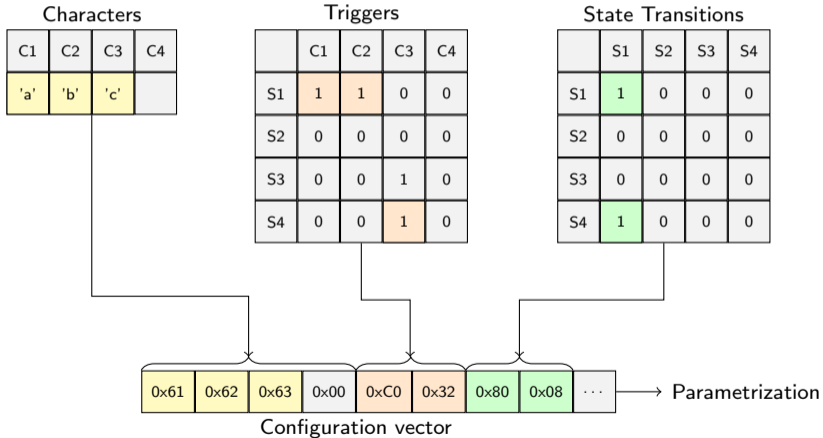 Characters Triggers State Transitions
C1 C2 C3 C4 C1 C2 C3 C4 S1 S2 S3 S4
'a' 'b' 'c' S1 1 1 0 0 S1 1 0 0 0
S2 0 0 0 0 S2 0 0 0 0
S3 0 0 1 0 S3 0 0 0 0
S4 0 0 1 0 S4 1 0 0 0
0x61 0x62 0x63 0x00 0xC0 0x32 0x80 0x08 ... Parametrization
Configuration vector